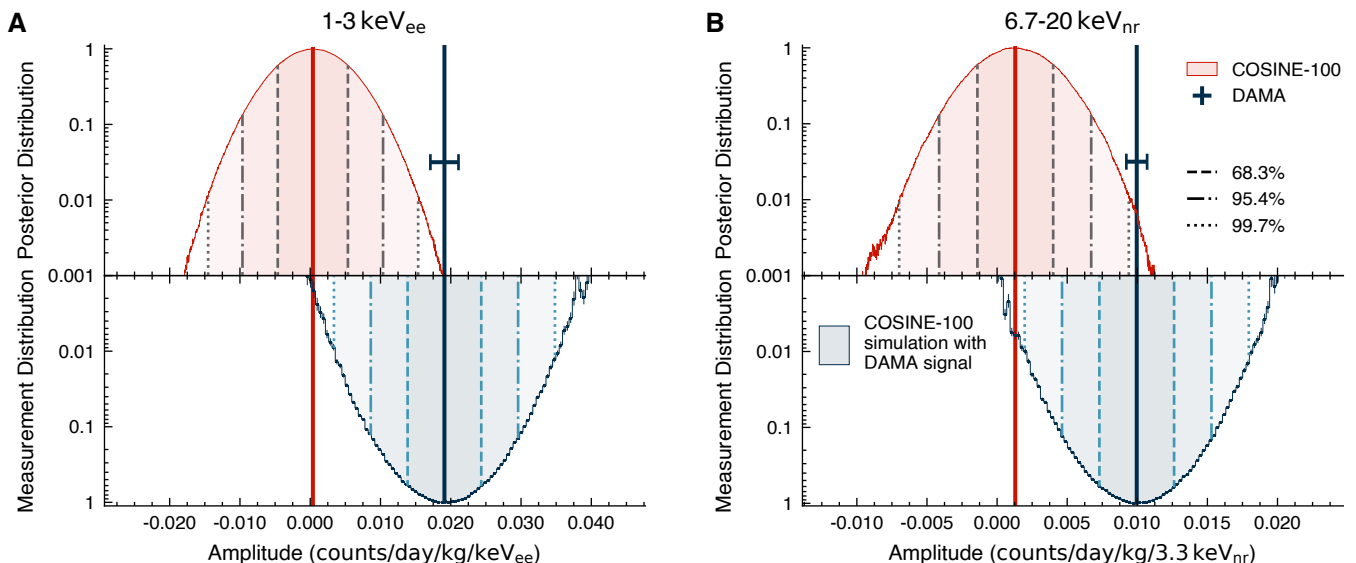 A
1-3 keVee
Posterior Distribution
1
0.1
0.01
0.001
Measurement Distribution
0.01
0.1
1
-0.020
-0.010
0.000
0.010
0.020
0.030
0.040
Amplitude (counts/day/kg/keVee)
B
6.7-20 keVnr
COSINE-100
DAMA
68.3%
95.4%
99.7%
Posterior Distribution
1
0.1
0.01
0.001
Measurement Distribution
0.01
0.1
1
COSINE-100
simulation with
DAMA signal
-0.010
-0.005
0.000
0.005
0.010
0.015
0.020
Amplitude (counts/day/kg/3.3 keVnr)